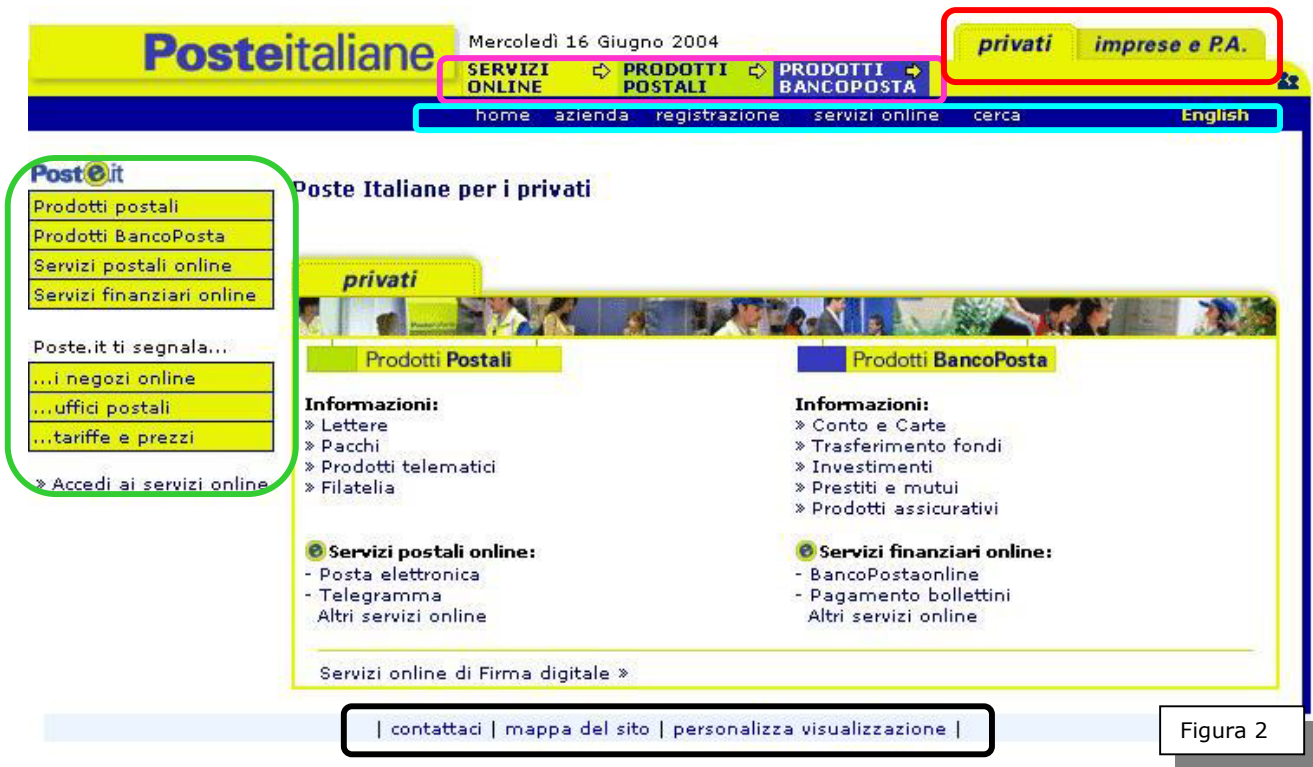 Posteitaliane
Mercoledì 16 Giugno 2004
privati
imprese e P.A.
SERVIZI
ONLINE
PRODOTTI
POSTALI
PRODOTTI
BANCOPOSTA
home azienda registrazione servizi online cerca English
Poste.it
Prodotti postali
Prodotti BancoPosta
Servizi postali online
Servizi finanziari online
Poste.it ti segnala...
...i negozi online
...uffici postali
...tariffe e prezzi
» Accedi ai servizi online
Poste Italiane per i privati
privati
Prodotti Postali
Informazioni:
» Lettere
» Pacchi
» Prodotti telematici
» Filatelia
e Servizi postali online:
- Posta elettronica
- Telegramma
Altri servizi online
Prodotti BancoPosta
Informazioni:
» Conto e Carte
» Trasferimento fondi
» Investimenti
» Prestiti e mutui
» Prodotti assicurativi
e Servizi finanziari online:
- BancoPostaonline
- Pagamento bollettini
Altri servizi online
Servizi online di Firma digitale »
| contattaci | mappa del sito | personalizza visualizzazione |
Figura 2